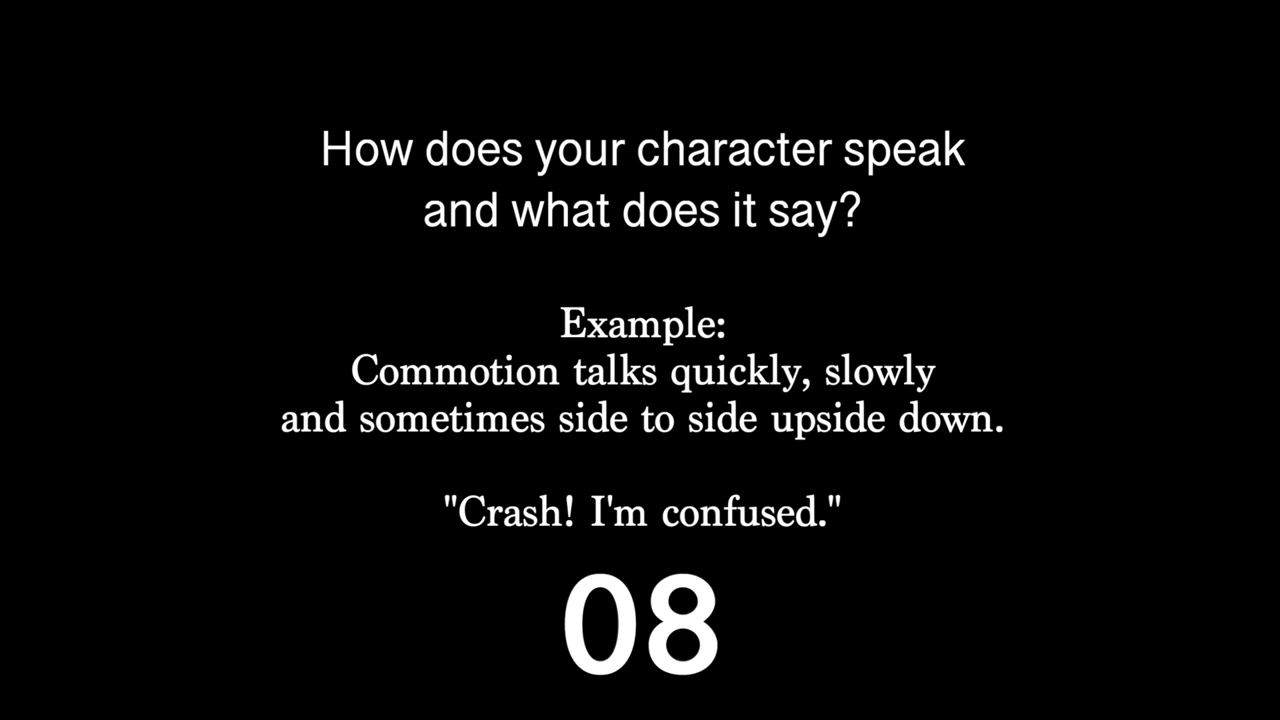 How does your character speak
and what does it say?
Example:
Commotion talks quickly, slowly
and sometimes side to side upside down.
"Crash! I'm confused."
08